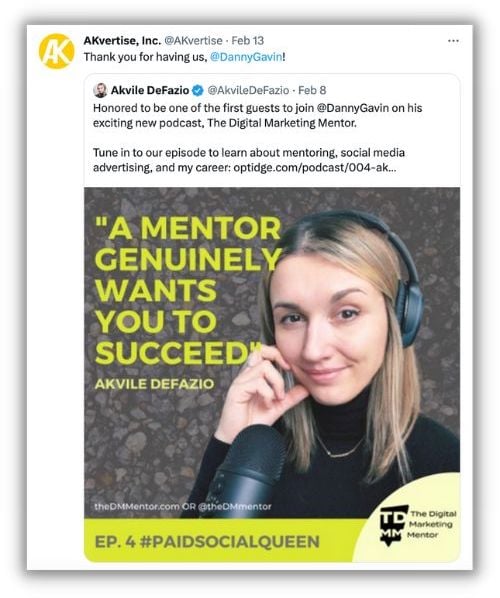 AK
AKvertise, Inc. @AKvertise · Feb 13
Thank you for having us, @DannyGavin!
Akvile DeFazio @AkvileDeFazio · Feb 8
Honored to be one of the first guests to join @DannyGavin on his
exciting new podcast, The Digital Marketing Mentor.
Tune in to our episode to learn about mentoring, social media
advertising, and my career: optidge.com/podcast/004-ak...
"A MENTOR
GENUINELY
WANTS
YOU TO
SUCCEED"
AKVILE DEFAZIO
theDMMentor.com OR @theDMmentor
TD
MM
The Digital
Marketing
Mentor
EP. 4 #PAIDSOCIALQUEEN